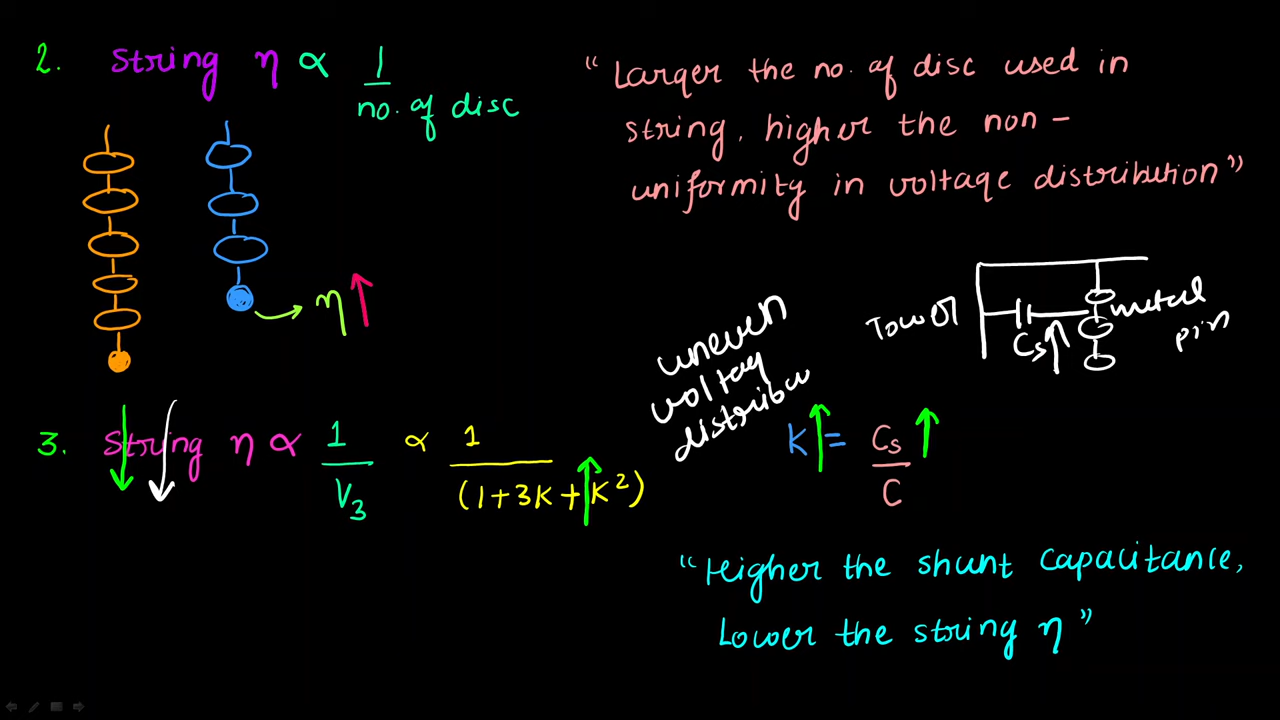 2. String η ∝ 1 / no. of disc
"Larger the no. of disc used in
string, higher the non-
uniformity in voltage distribution"
η ↑
Tower
Cs ↑
metal
pin
uneven
voltag
distribu
3. String η ∝ 1 / V3 ∝ 1 / (1+3K+K²)
K ↑ = Cs / C ↑
"Higher the shunt capacitance,
Lower the string η"